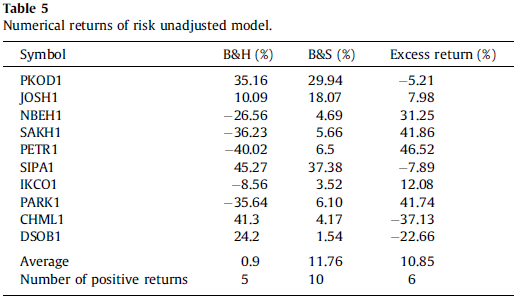 Table 5
Numerical returns of risk unadjusted model.
Symbol B&H (%) B&S (%) Excess return (%)
PKOD1 35.16 29.94 −5.21
JOSH1 10.09 18.07 7.98
NBEH1 −26.56 4.69 31.25
SAKH1 −36.23 5.66 41.86
PETR1 −40.02 6.5 46.52
SIPA1 45.27 37.38 −7.89
IKCO1 −8.56 3.52 12.08
PARK1 −35.64 6.10 41.74
CHML1 41.3 4.17 −37.13
DSOB1 24.2 1.54 −22.66
Average 0.9 11.76 10.85
Number of positive returns 5 10 6